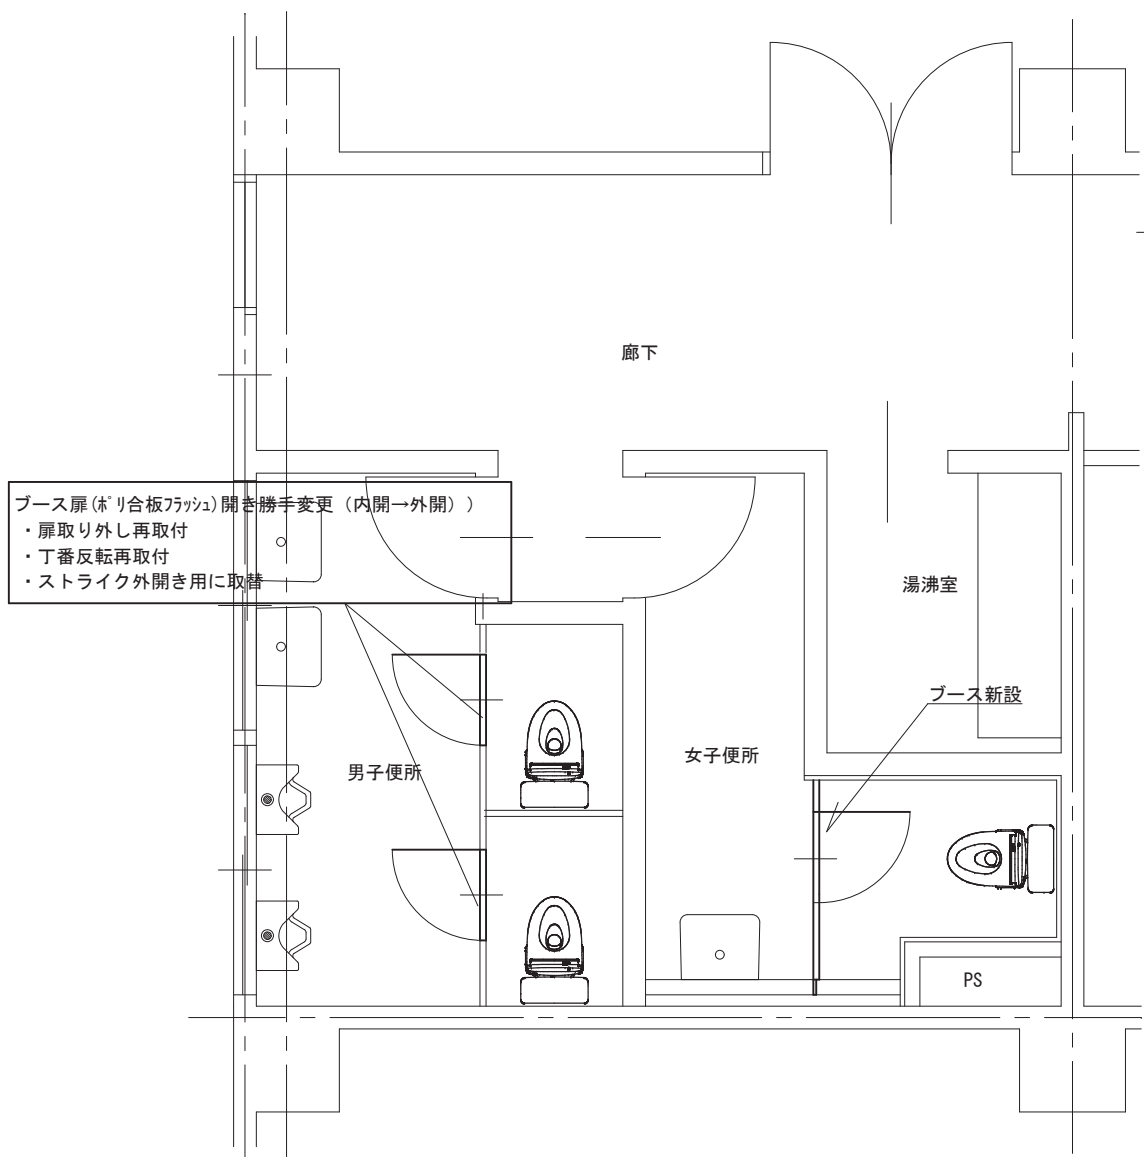 廊下
ブース扉(ﾎﾟﾘ合板ﾌﾗｯｼｭ)開き勝手変更（内開→外開））
・扉取り外し再取付
・丁番反転再取付
・ストライク外開き用に取替
湯沸室
ブース新設
女子便所
男子便所
PS